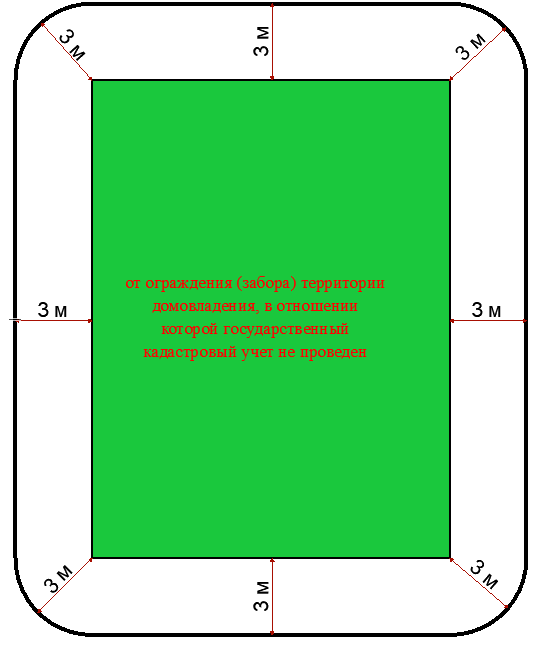 3 м
3 м
3 м
от ограждения (забора) территории
домовладения, в отношении
которой государственный
кадастровый учет не проведен
3 м
3 м
3 м
3 м
3 м